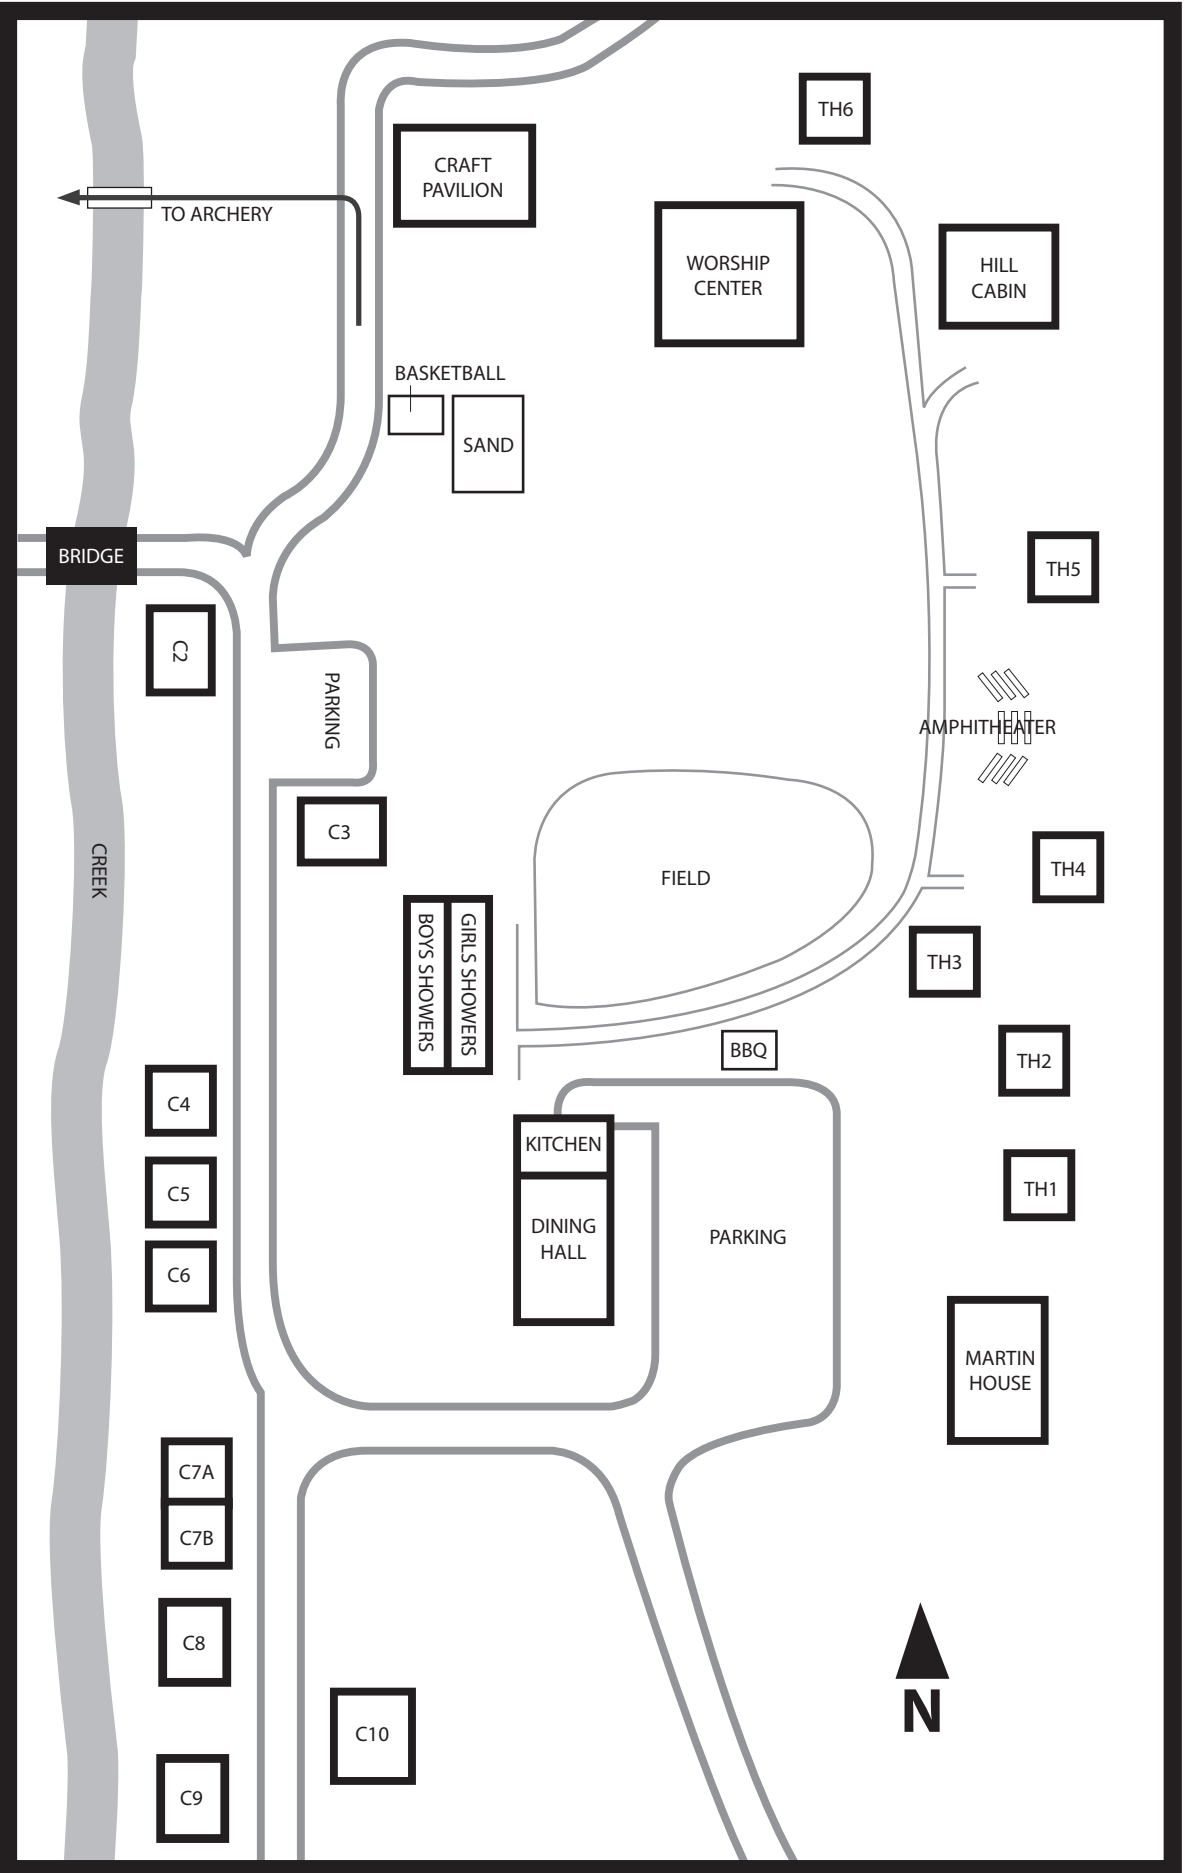 TH6
CRAFT
PAVILION
TO ARCHERY
WORSHIP
CENTER
HILL
CABIN
BASKETBALL
SAND
BRIDGE
TH5
C2
PARKING
AMPHITHEATER
C3
CREEK
FIELD
TH4
BOYS SHOWERS
GIRLS SHOWERS
TH3
BBQ
TH2
C4
KITCHEN
C5
TH1
DINING
HALL
PARKING
C6
MARTIN
HOUSE
C7A
C7B
C8
N
C10
C9